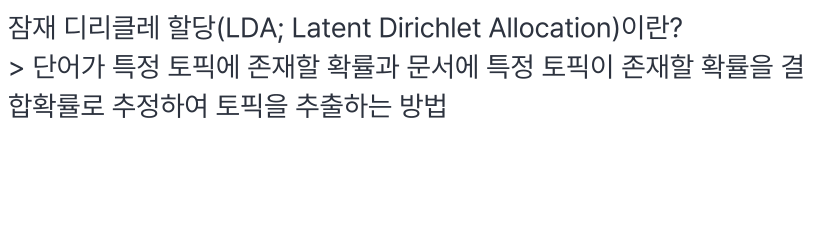 잠재 디리클레 할당(LDA; Latent Dirichlet Allocation)이란?
> 단어가 특정 토픽에 존재할 확률과 문서에 특정 토픽이 존재할 확률을 결
합확률로 추정하여 토픽을 추출하는 방법